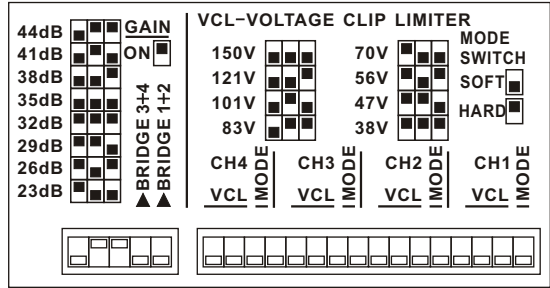 44dB
41dB
38dB
35dB
32dB
29dB
26dB
23dB
GAIN
ON
BRIDGE 3+4
BRIDGE 1+2
VCL-VOLTAGE CLIP LIMITER
150V
121V
101V
83V
70V
56V
47V
38V
MODE
SWITCH
SOFT
HARD
CH4
VCL
MODE
CH3
VCL
MODE
CH2
VCL
MODE
CH1
VCL
MODE